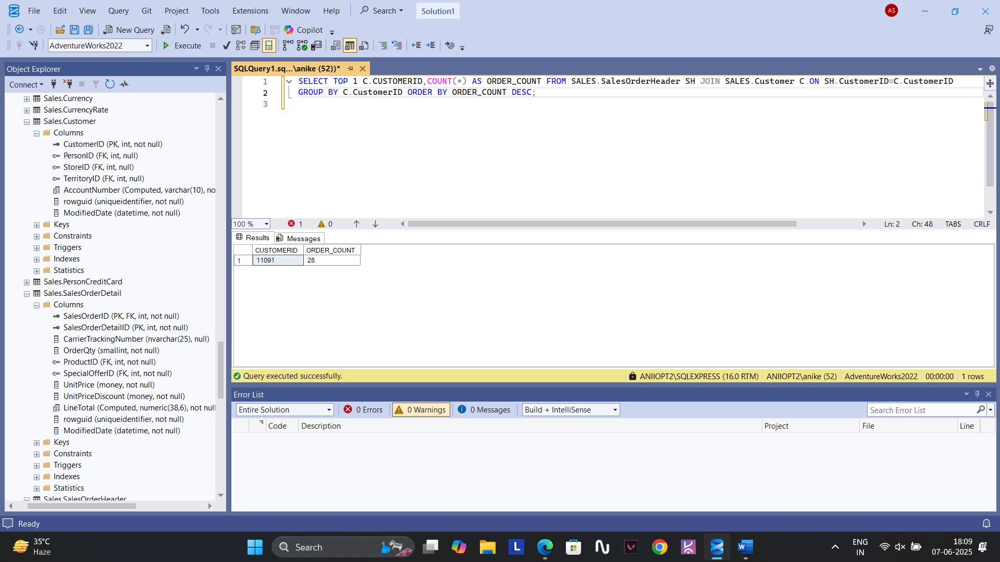 File Edit View Query Git Project Tools Extensions Window Help Search Solution1 AS
New Query Copilot
AdventureWorks2022 Execute
Object Explorer
Connect
Sales.Currency
Sales.CurrencyRate
Sales.Customer
Columns
CustomerID (PK, int, not null)
PersonID (FK, int, null)
StoreID (FK, int, null)
TerritoryID (FK, int, null)
AccountNumber (Computed, varchar(10), no
rowguid (uniqueidentifier, not null)
ModifiedDate (datetime, not null)
Keys
Constraints
Triggers
Indexes
Statistics
Sales.PersonCreditCard
Sales.SalesOrderDetail
Columns
SalesOrderID (PK, FK, int, not null)
SalesOrderDetailID (PK, int, not null)
CarrierTrackingNumber (nvarchar(25), null)
OrderQty (smallint, not null)
ProductID (FK, int, not null)
SpecialOfferID (FK, int, not null)
UnitPrice (money, not null)
UnitPriceDiscount (money, not null)
LineTotal (Computed, numeric(38,6), not null
rowguid (uniqueidentifier, not null)
ModifiedDate (datetime, not null)
Keys
Constraints
Triggers
Indexes
Statistics
Sales.SalesOrderHeader
SQLQuery1.sq...\anike (52))*
1 SELECT TOP 1 C.CUSTOMERID,COUNT(*) AS ORDER_COUNT FROM SALES.SalesOrderHeader SH JOIN SALES.Customer C ON SH.CustomerID=C.CustomerID
2 GROUP BY C.CustomerID ORDER BY ORDER_COUNT DESC;
3
100 % 1 0 Ln: 2 Ch: 48 TABS CRLF
Results Messages
CUSTOMERID ORDER_COUNT
1 11091 28
Query executed successfully. ANIIOPT2\SQLEXPRESS (16.0 RTM) ANIIOPT2\anike (52) AdventureWorks2022 00:00:00 1 rows
Error List
Entire Solution 0 Errors 0 Warnings 0 Messages Build + IntelliSense Search Error List
Code Description Project File Line
Ready
35°C
Haze
Search
L
W
ENG
IN
18:09
07-06-2025